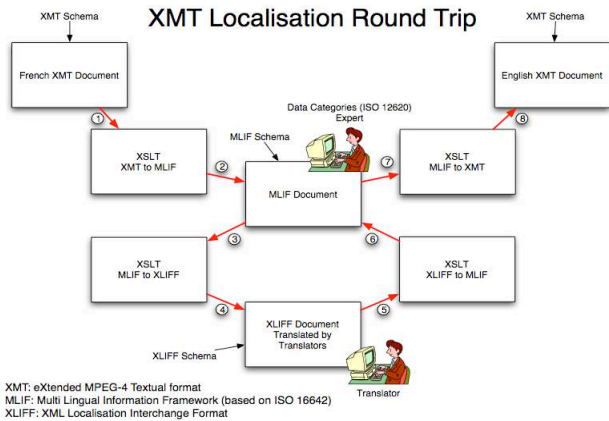 XMT Localisation Round Trip
XMT Schema
XMT Schema
French XMT Document
English XMT Document
1
8
Data Categories (ISO 12620)
Expert
MLIF Schema
XSLT
XMT to MLIF
2
7
XSLT
MLIF to XMT
MLIF Document
3
6
XSLT
MLIF to XLIFF
XSLT
XLIFF to MLIF
4
5
XLIFF Document
Translated by
Translators
XLIFF Schema
Translator
XMT: eXtended MPEG-4 Textual format
MLIF: Multi Lingual Information Framework (based on ISO 16642)
XLIFF: XML Localisation Interchange Format